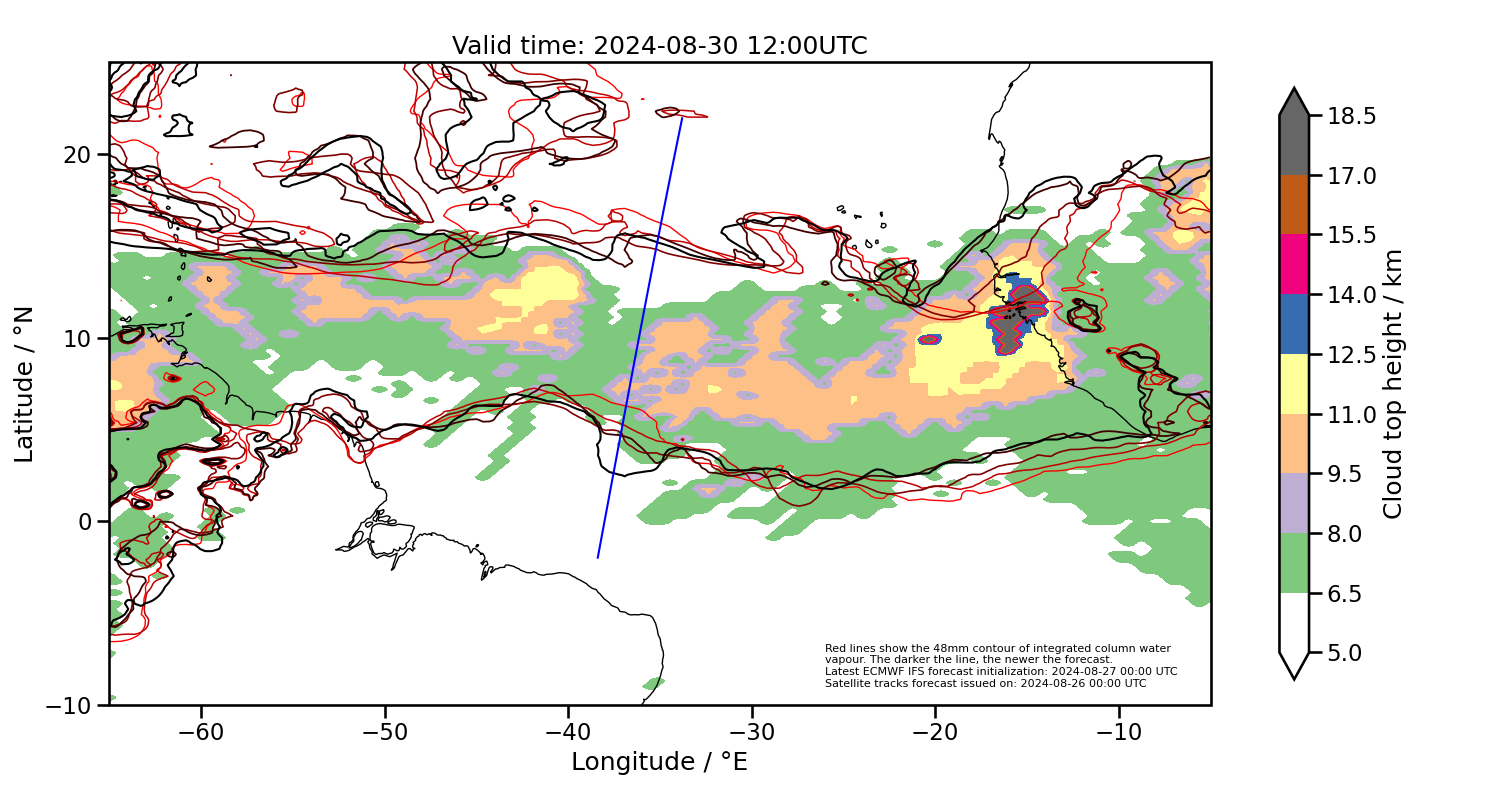 Valid time: 2024-08-30 12:00UTC
20
10
0
−10
Latitude / °N
−60
−50
−40
−30
−20
−10
Longitude / °E
Red lines show the 48mm contour of integrated column water
vapour. The darker the line, the newer the forecast.
Latest ECMWF IFS forecast initialization: 2024-08-27 00:00 UTC
Satellite tracks forecast issued on: 2024-08-26 00:00 UTC
18.5
17.0
15.5
14.0
12.5
11.0
9.5
8.0
6.5
5.0
Cloud top height / km